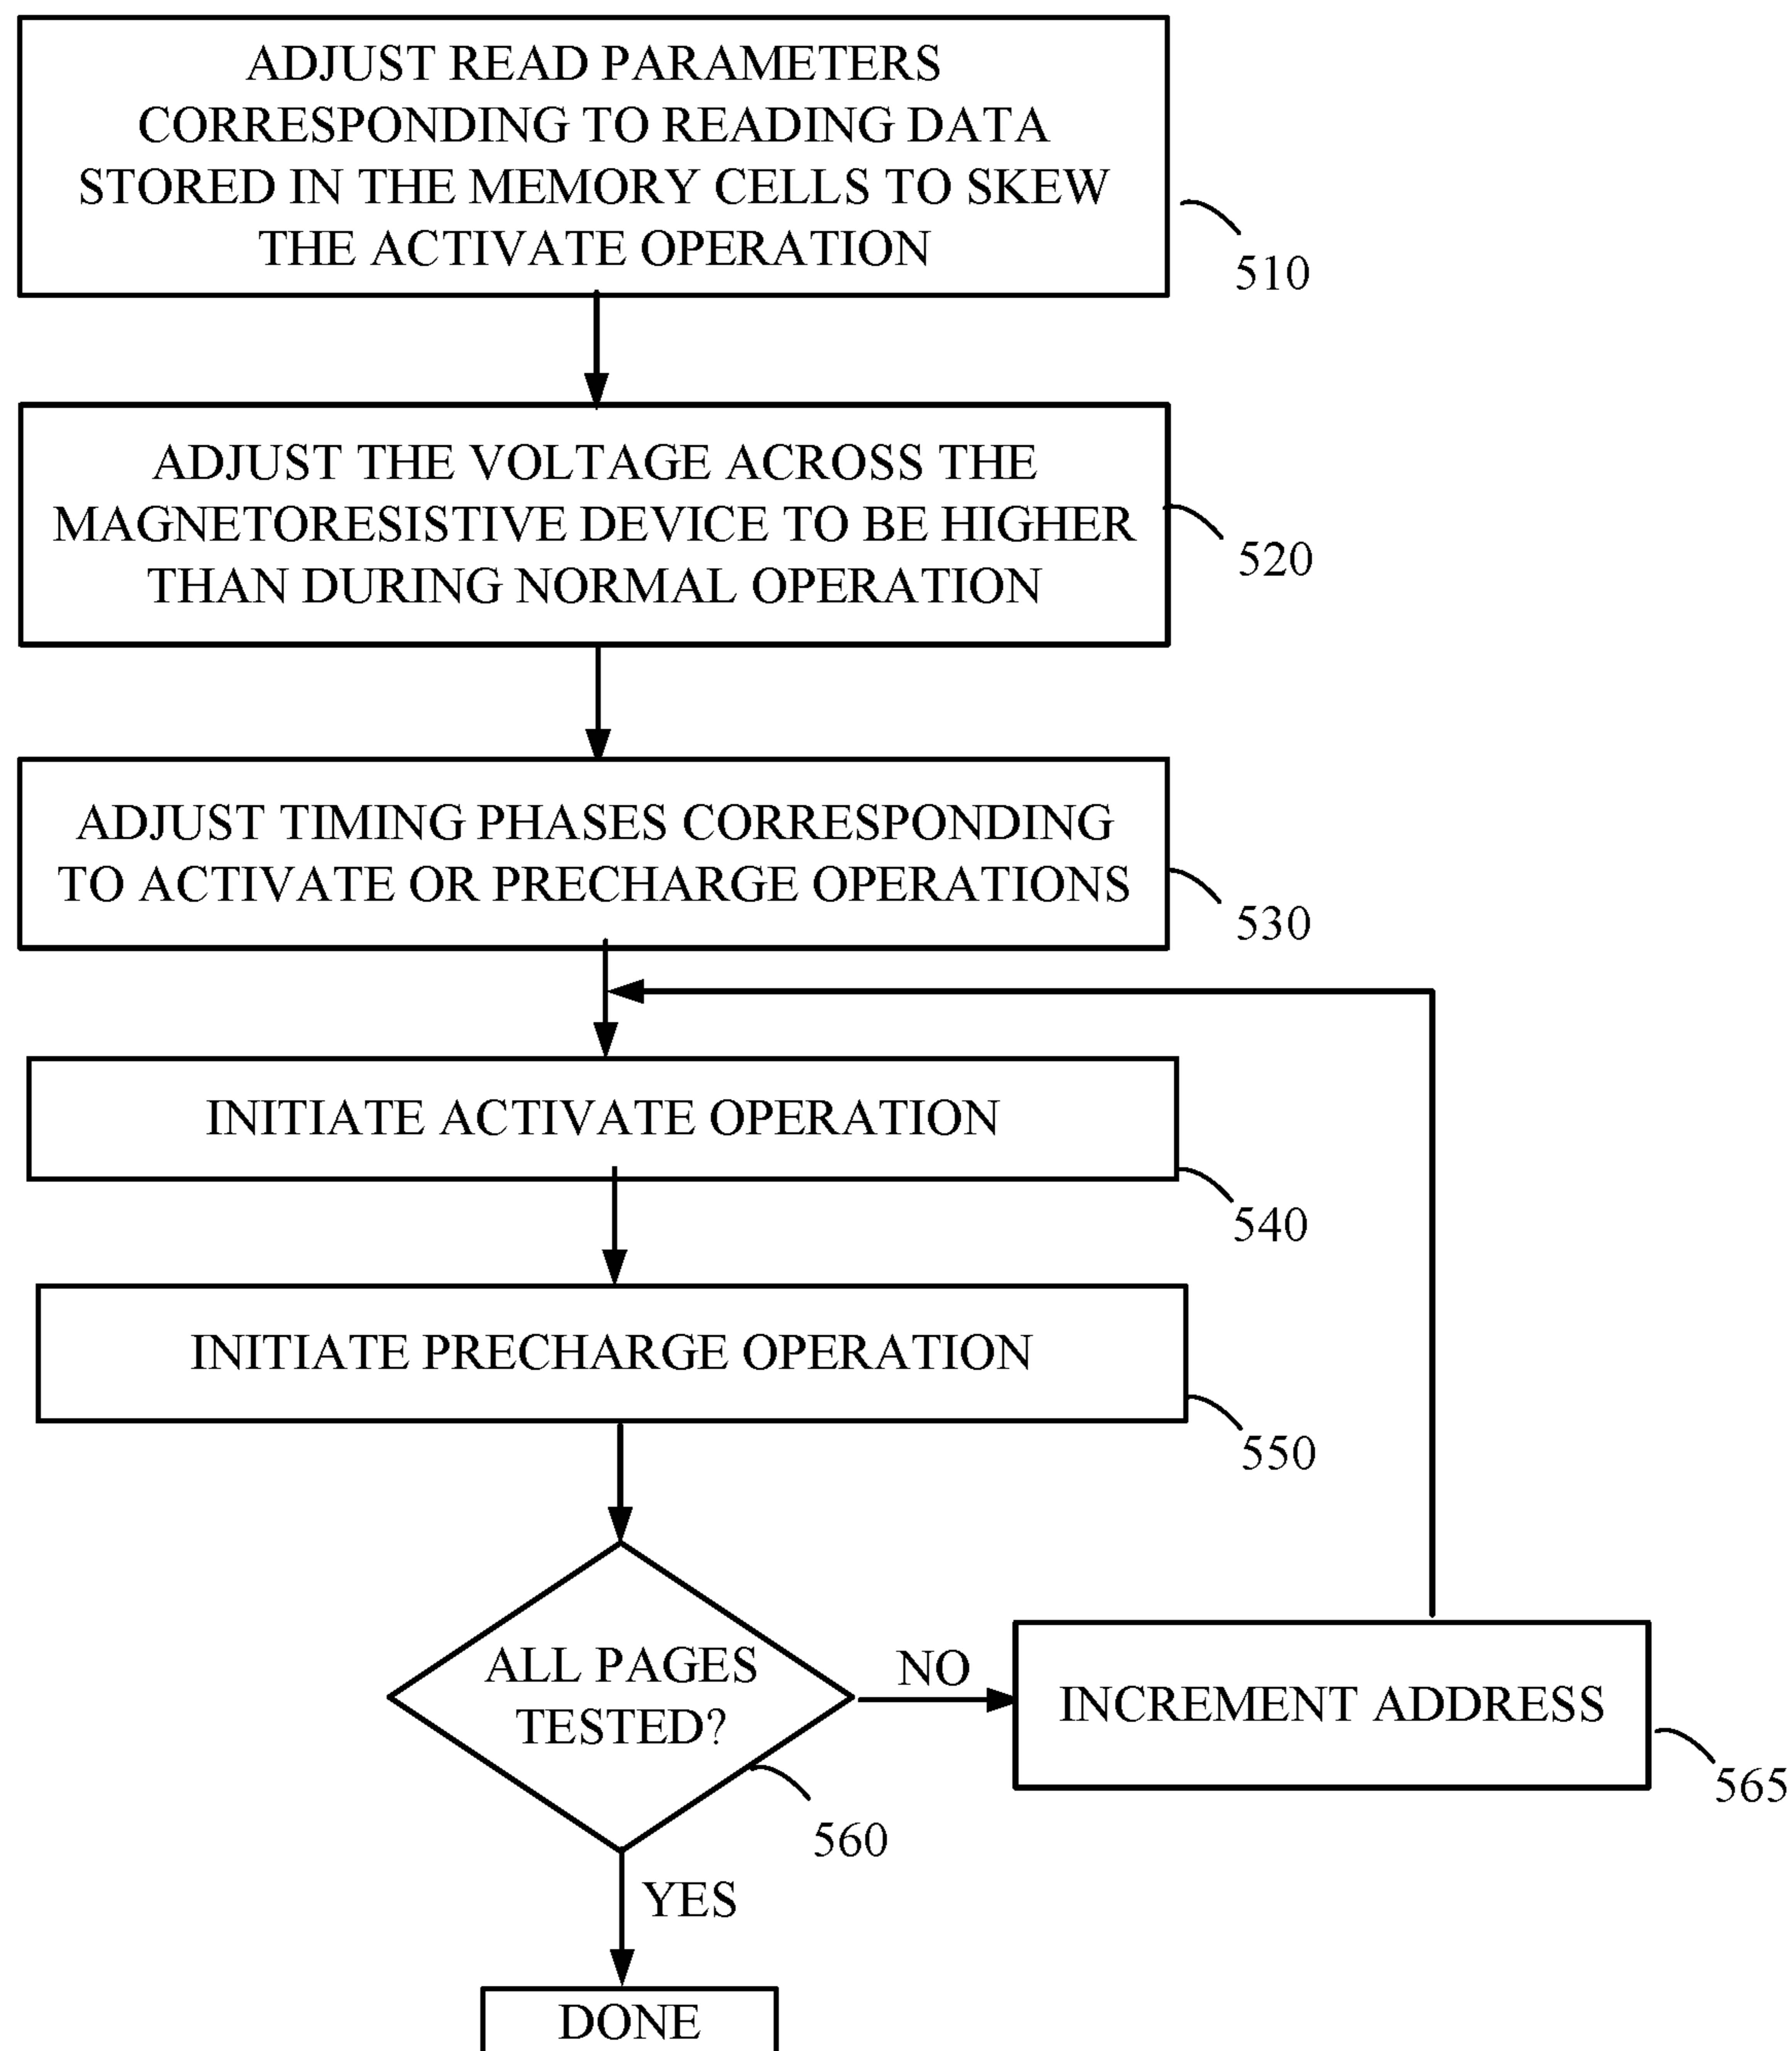 ADJUST READ PARAMETERS
CORRESPONDING TO READING DATA
STORED IN THE MEMORY CELLS TO SKEW
THE ACTIVATE OPERATION
510
ADJUST THE VOLTAGE ACROSS THE
MAGNETORESISTIVE DEVICE TO BE HIGHER
THAN DURING NORMAL OPERATION
520
ADJUST TIMING PHASES CORRESPONDING
TO ACTIVATE OR PRECHARGE OPERATIONS
530
INITIATE ACTIVATE OPERATION
540
INITIATE PRECHARGE OPERATION
550
ALL PAGES
TESTED?
560
NO
INCREMENT ADDRESS
565
YES
DONE